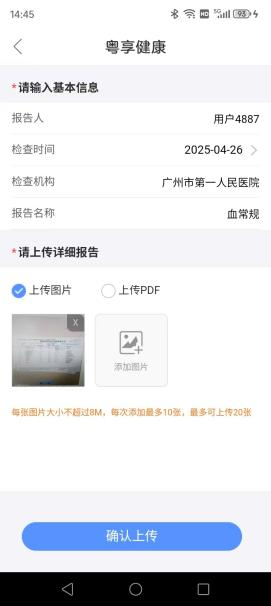 14:45
HD 5G 93
粤享健康
*请输入基本信息
报告人 用户4887
检查时间 2025-04-26
检查机构 广州市第一人民医院
报告名称 血常规
*请上传详细报告
上传图片 上传PDF
X
添加图片
每张图片大小不超过8M，每次添加最多10张，最多可上传20张
确认上传